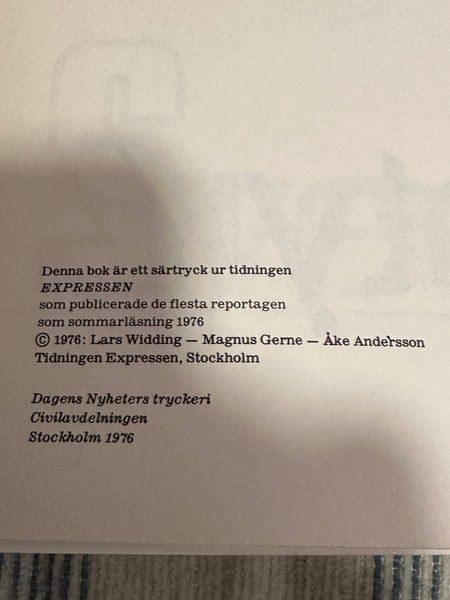 Denna bok är ett särtryck ur tidningen
EXPRESSEN
som publicerade de flesta reportagen
som sommarläsning 1976
© 1976: Lars Widding — Magnus Gerne — Åke Andersson
Tidningen Expressen, Stockholm
Dagens Nyheters tryckeri
Civilavdelningen
Stockholm 1976